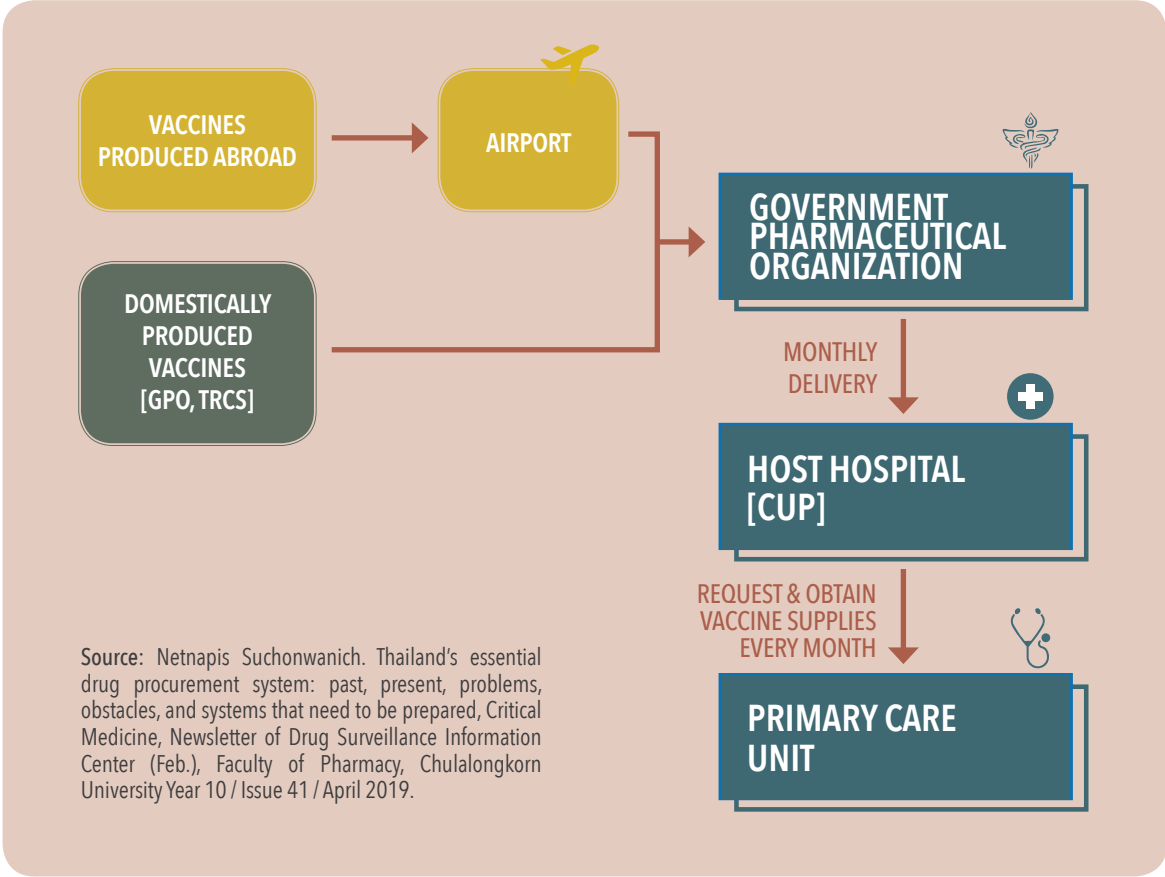 VACCINES
PRODUCED ABROAD
AIRPORT
DOMESTICALLY
PRODUCED
VACCINES
[GPO, TRCS]
GOVERNMENT
PHARMACEUTICAL
ORGANIZATION
MONTHLY
DELIVERY
HOST HOSPITAL
[CUP]
REQUEST & OBTAIN
VACCINE SUPPLIES
EVERY MONTH
PRIMARY CARE
UNIT
Source: Netnapis Suchonwanich. Thailand's essential
drug procurement system: past, present, problems,
obstacles, and systems that need to be prepared, Critical
Medicine, Newsletter of Drug Surveillance Information
Center (Feb.), Faculty of Pharmacy, Chulalongkorn
University Year 10 / Issue 41 / April 2019.